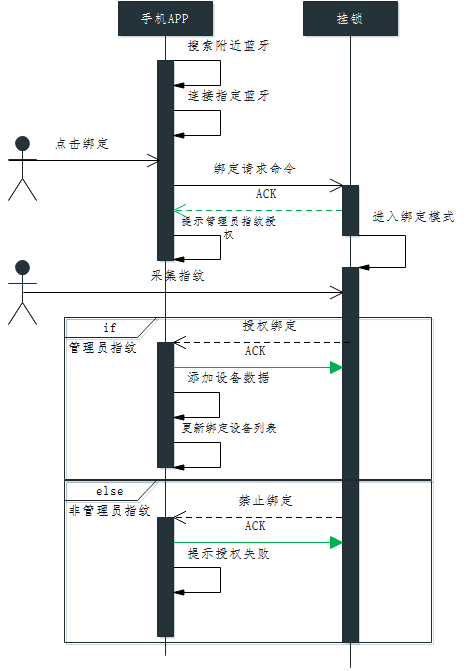 手机APP
挂锁
搜索附近蓝牙
连接指定蓝牙
点击绑定
绑定请求命令
ACK
提示管理员指纹授
权
进入绑定模式
采集指纹
if
授权绑定
管理员指纹
ACK
添加设备数据
更新绑定设备列表
else
禁止绑定
非管理员指纹
ACK
提示授权失败